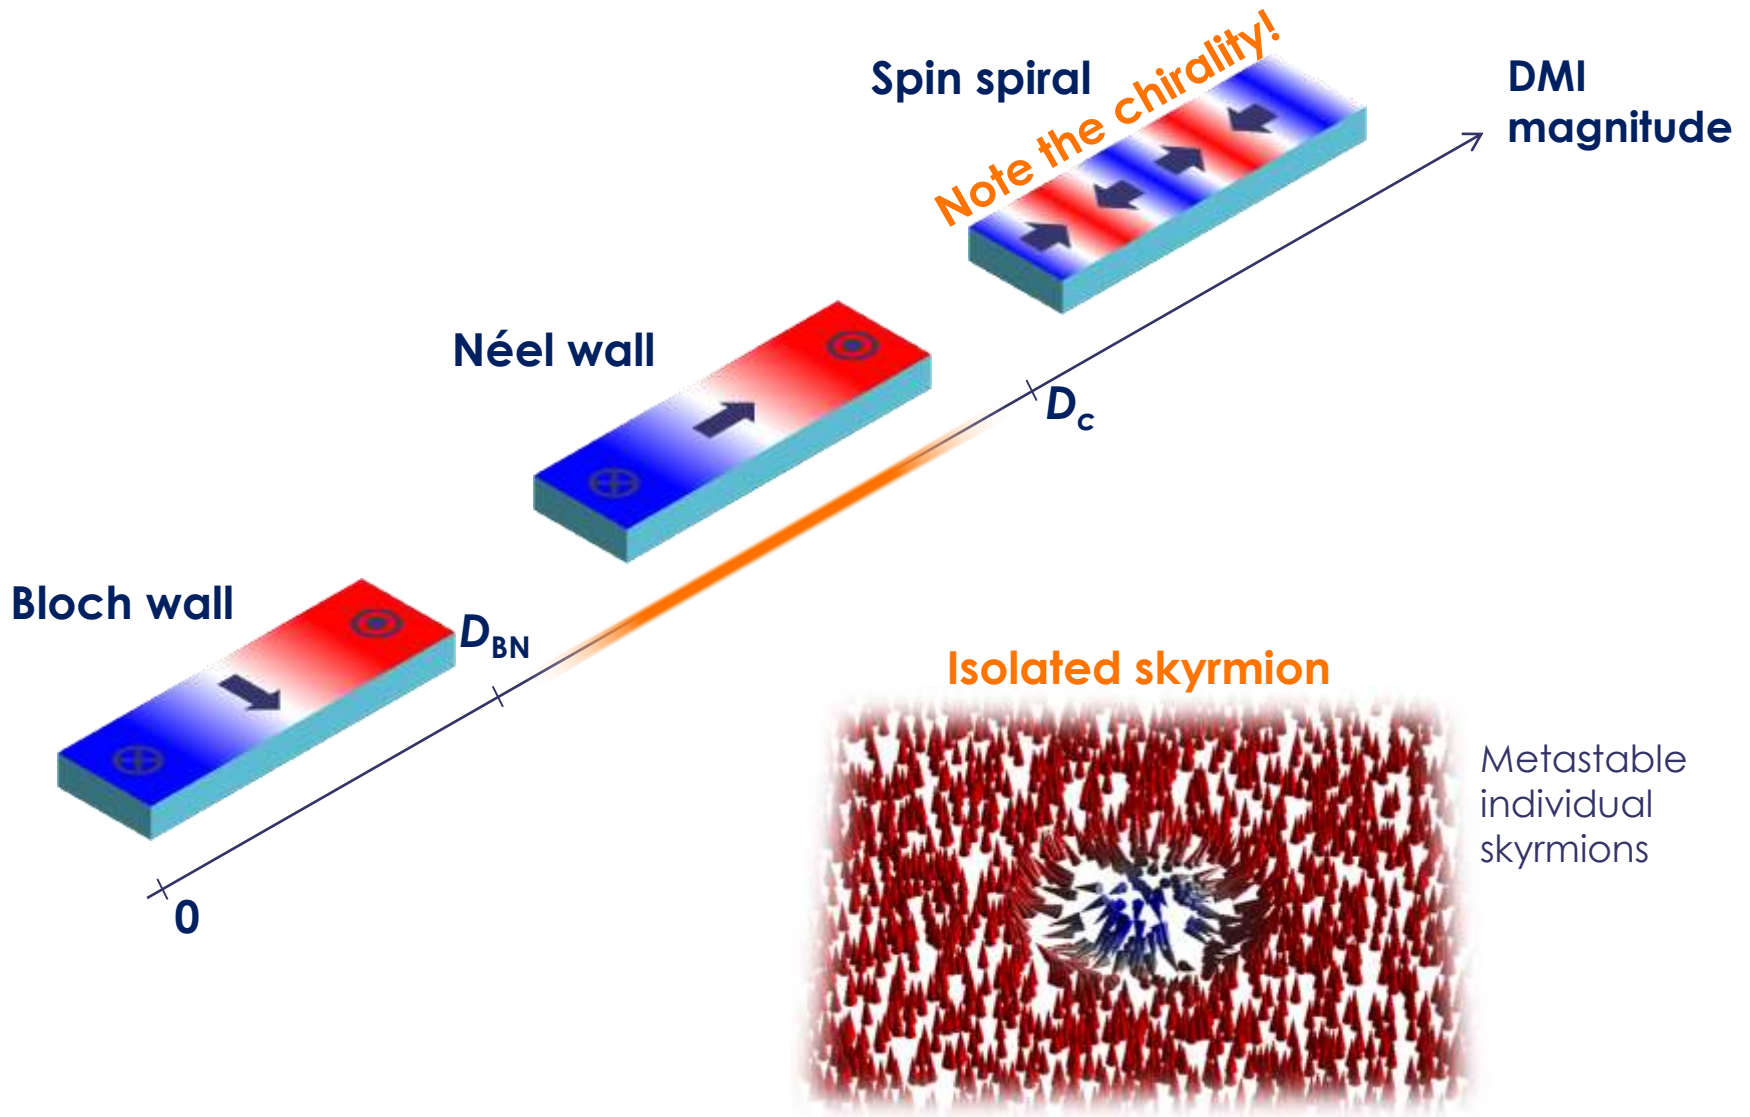 Spin spiral
Note the chirality!
DMI
magnitude
Néel wall
D_c
Bloch wall
D_BN
0
Isolated skyrmion
Metastable
individual
skyrmions